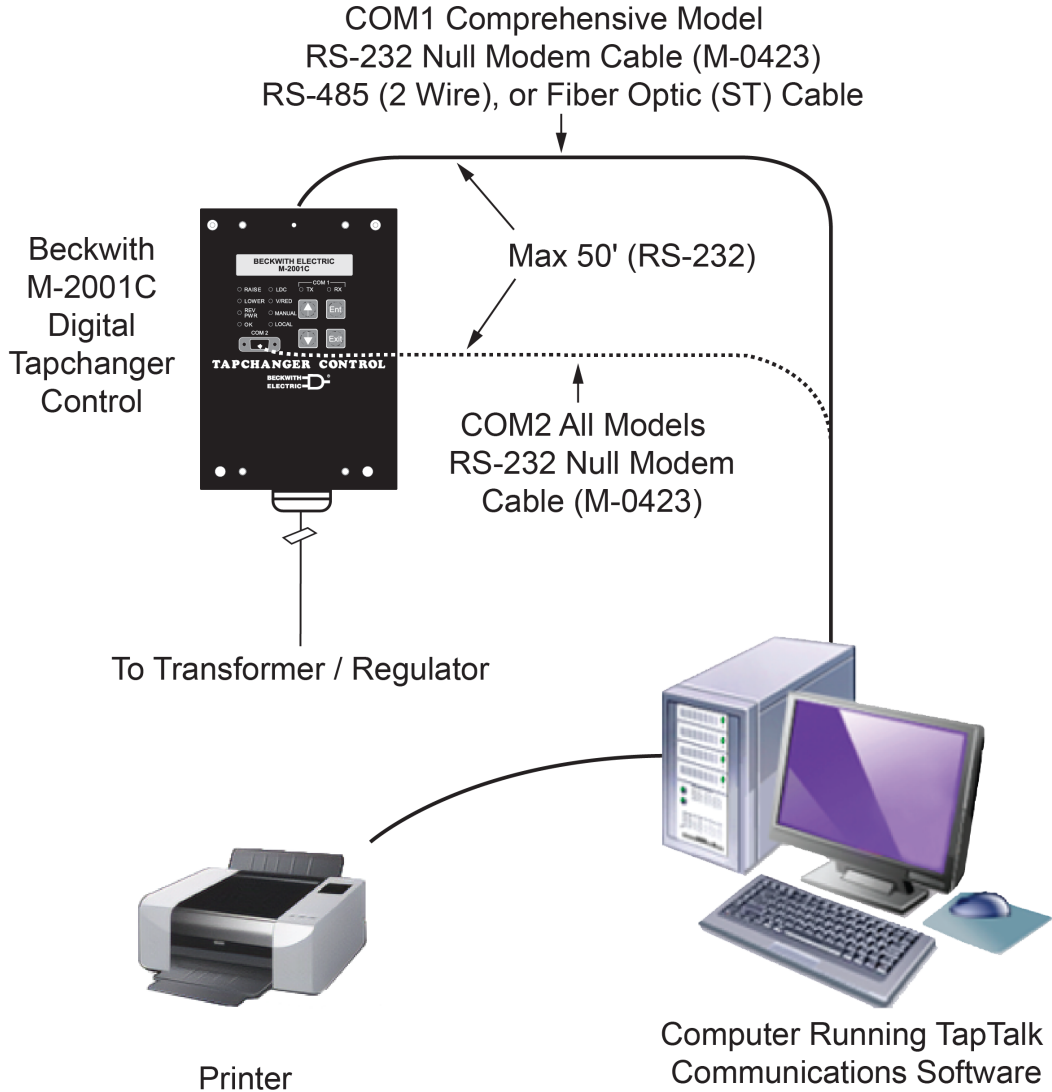 COM1 Comprehensive Model
RS-232 Null Modem Cable (M-0423)
RS-485 (2 Wire), or Fiber Optic (ST) Cable
Beckwith
M-2001C
Digital
Tapchanger
Control
BECKWITH ELECTRIC
M-2001C
COM 1
RAISE LDC TX RX
LOWER V/RED
REV
PWR
MANUAL
Ent
OK LOCAL
COM 2
Exit
TAPCHANGER CONTROL
BECKWITH
ELECTRIC
®
Max 50' (RS-232)
COM2 All Models
RS-232 Null Modem
Cable (M-0423)
To Transformer / Regulator
Printer
Computer Running TapTalk
Communications Software